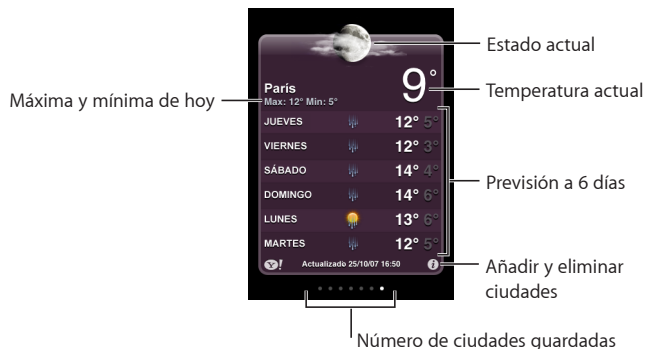 Estado actual
París
9°
Temperatura actual
Máxima y mínima de hoy
Max: 12° Min: 5°
JUEVES 12° 5°
VIERNES 12° 3°
SÁBADO 14° 4°
DOMINGO 14° 6°
LUNES 13° 6°
MARTES 12° 5°
Previsión a 6 días
Y! Actualizado 25/10/07 16:50 i
Añadir y eliminar
ciudades
Número de ciudades guardadas